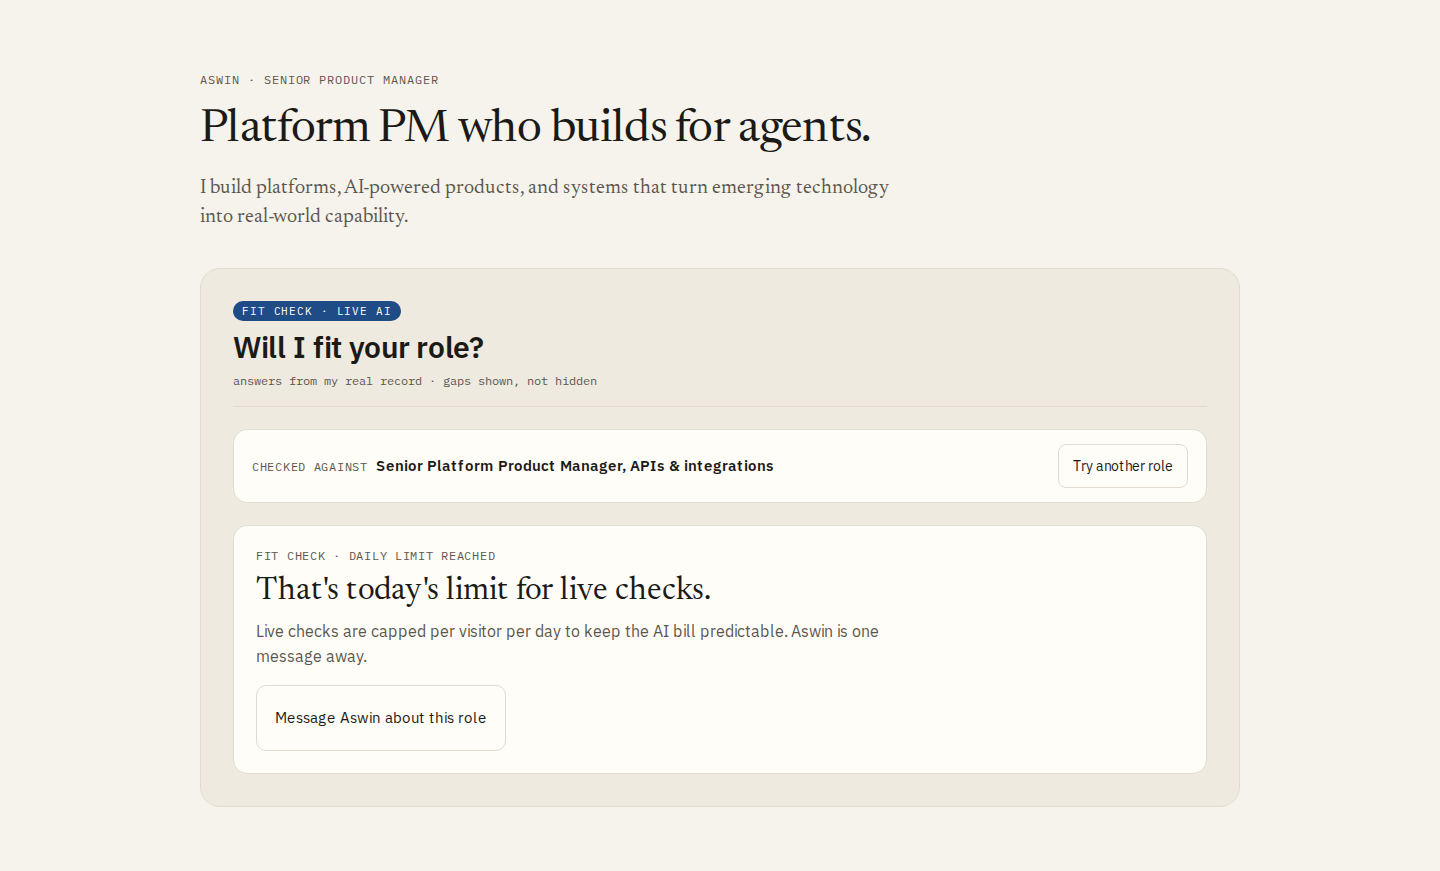 ASWIN · SENIOR PRODUCT MANAGER
Platform PM who builds for agents.
I build platforms, AI-powered products, and systems that turn emerging technology
into real-world capability.
FIT CHECK · LIVE AI
Will I fit your role?
answers from my real record · gaps shown, not hidden
CHECKED AGAINST Senior Platform Product Manager, APIs & integrations
Try another role
FIT CHECK · DAILY LIMIT REACHED
That's today's limit for live checks.
Live checks are capped per visitor per day to keep the AI bill predictable. Aswin is one
message away.
Message Aswin about this role